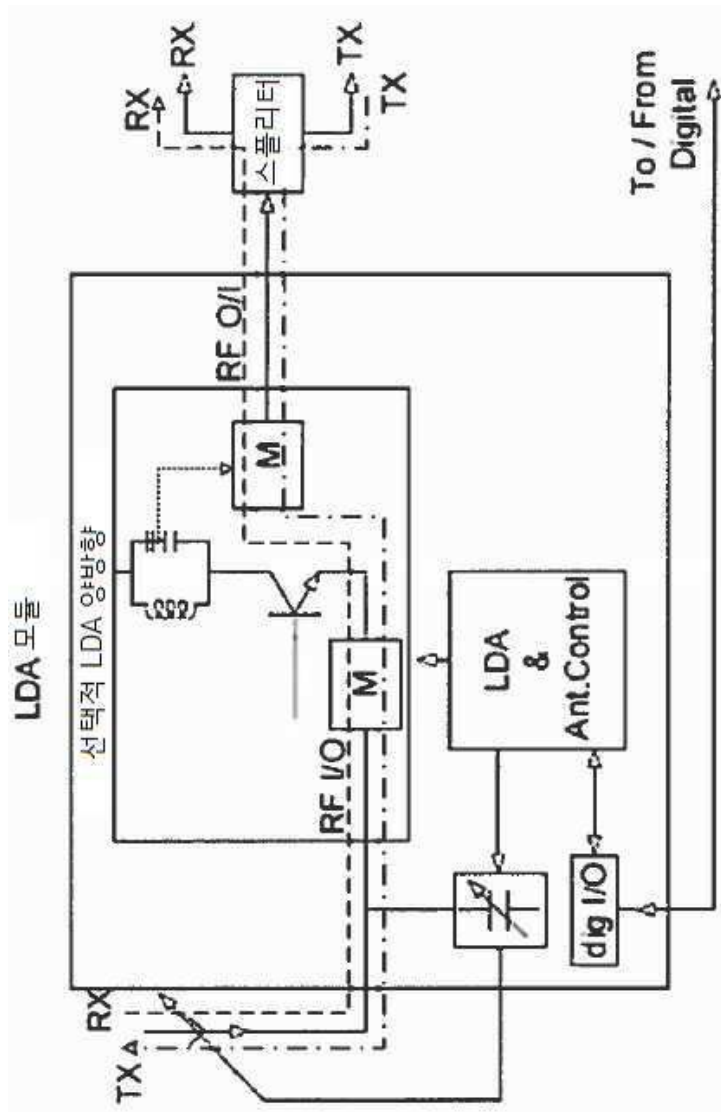 LDA 모듈
선택적 LDA 양방향
RX
TX
RF I/O
M
M
RF O/I
스플리터
RX
RX
TX
TX
LDA
&
Ant.Control
dig I/O
To / From
Digital